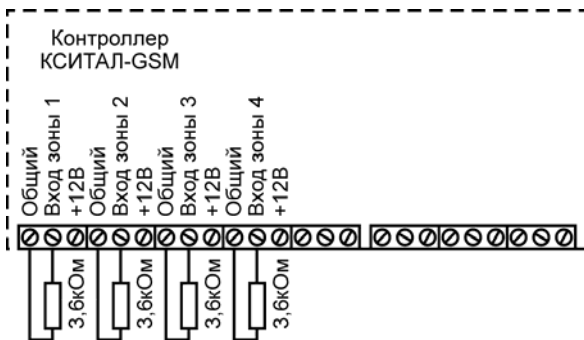 Контроллер
КСИТАЛ-GSM
Общий
Вход зоны 1
+12В
Общий
Вход зоны 2
+12В
Общий
Вход зоны 3
+12В
Общий
Вход зоны 4
+12В
3,6кОм
3,6кОм
3,6кОм
3,6кОм